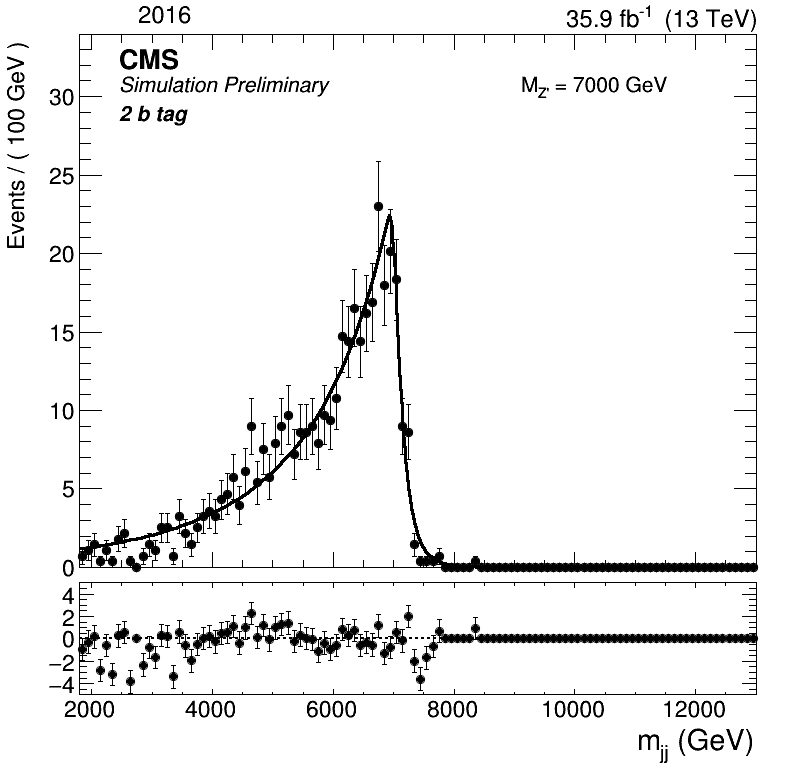 2016 35.9 fb⁻¹ (13 TeV)
CMS
Simulation Preliminary
M_Z' = 7000 GeV
2 b tag
Events / ( 100 GeV )
30
25
20
15
10
5
0
4
2
0
−2
−4
2000 4000 6000 8000 10000 12000
m_jj (GeV)